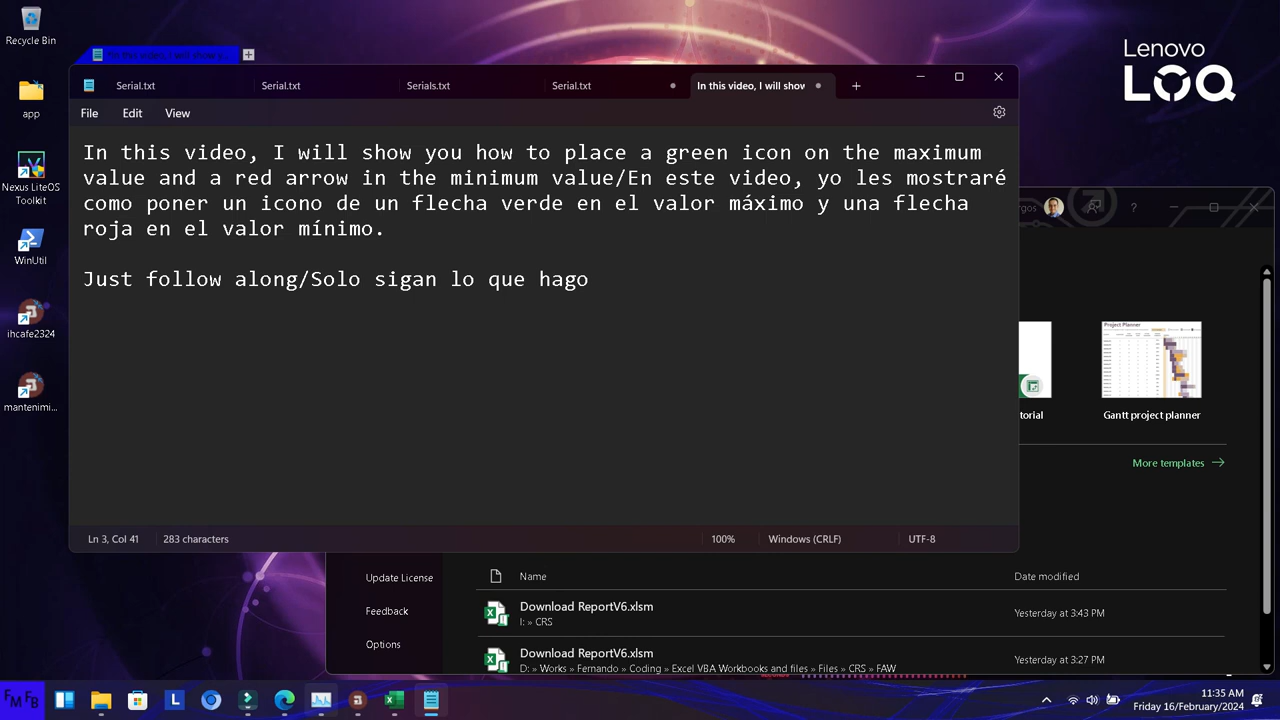 Recycle Bin
app
Nexus LiteOS
Toolkit
WinUtil
ihcafe2324
mantenimi...
Lenovo
LOQ
Serial.txt
Serial.txt
Serials.txt
Serial.txt
In this video, I will show
File
Edit
View
In this video, I will show you how to place a green icon on the maximum
value and a red arrow in the minimum value/En este video, yo les mostraré
como poner un icono de un flecha verde en el valor máximo y una flecha
roja en el valor mínimo.
Just follow along/Solo sigan lo que hago
Ln 3, Col 41
283 characters
100%
Windows (CRLF)
UTF-8
?
Project Planner
torial
Gantt project planner
More templates
Update License
Feedback
Options
Name
Date modified
Download ReportV6.xlsm
I: » CRS
Yesterday at 3:43 PM
Download ReportV6.xlsm
D: » Works » Fernando » Coding » Excel VBA Workbooks and files » Files » CRS » FAW
Yesterday at 3:27 PM
11:35 AM
Friday 16/February/2024